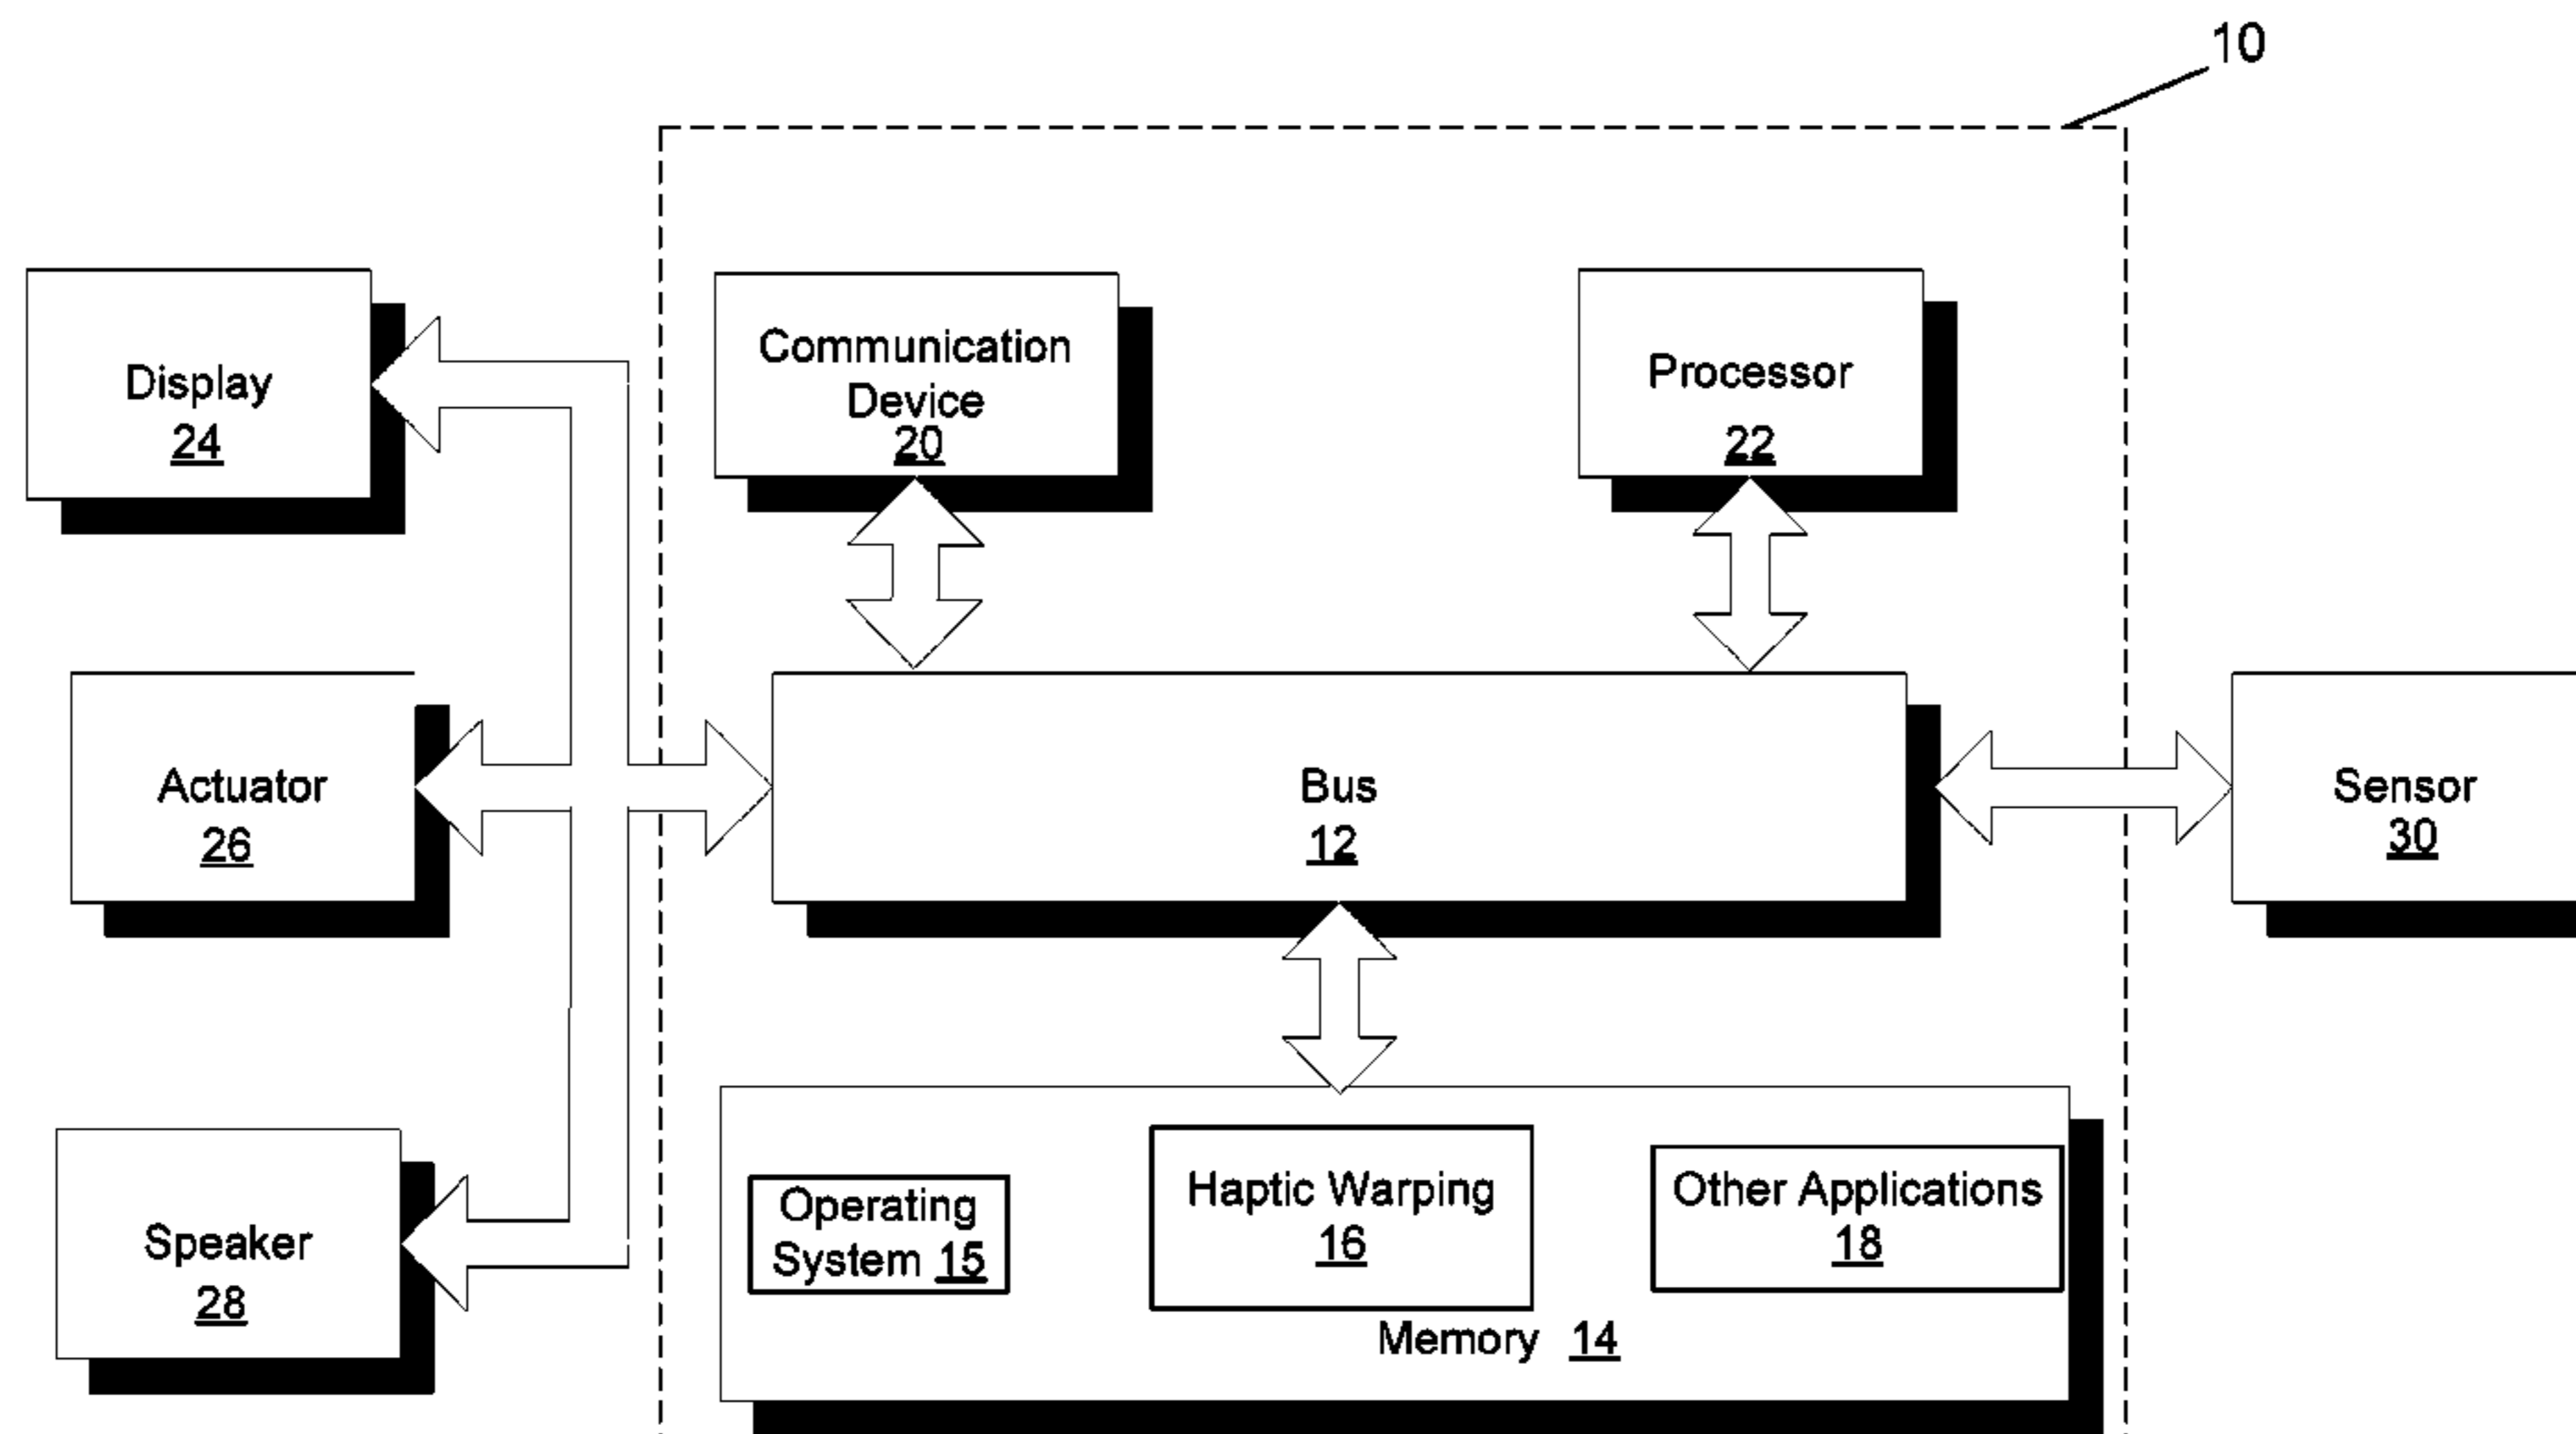 10
Display
24
Communication
Device
20
Processor
22
Actuator
26
Bus
12
Sensor
30
Speaker
28
Operating
System 15
Haptic Warping
16
Other Applications
18
Memory 14